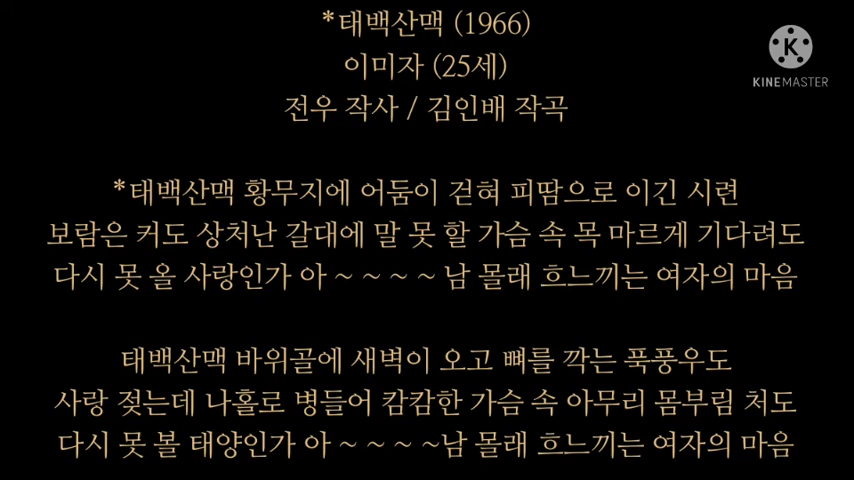 *태백산맥 (1966)
이미자 (25세)
전우 작사 / 김인배 작곡
K
KINEMASTER
*태백산맥 황무지에 어둠이 걷혀 피땀으로 이긴 시련
보람은 커도 상처난 갈대에 말 못 할 가슴 속 목 마르게 기다려도
다시 못 올 사랑인가 아 ~ ~ ~ ~ 남 몰래 흐느끼는 여자의 마음
태백산맥 바위골에 새벽이 오고 뼈를 깍는 푹풍우도
사랑 젖는데 나홀로 병들어 캄캄한 가슴 속 아무리 몸부림 처도
다시 못 볼 태양인가 아 ~ ~ ~ ~남 몰래 흐느끼는 여자의 마음